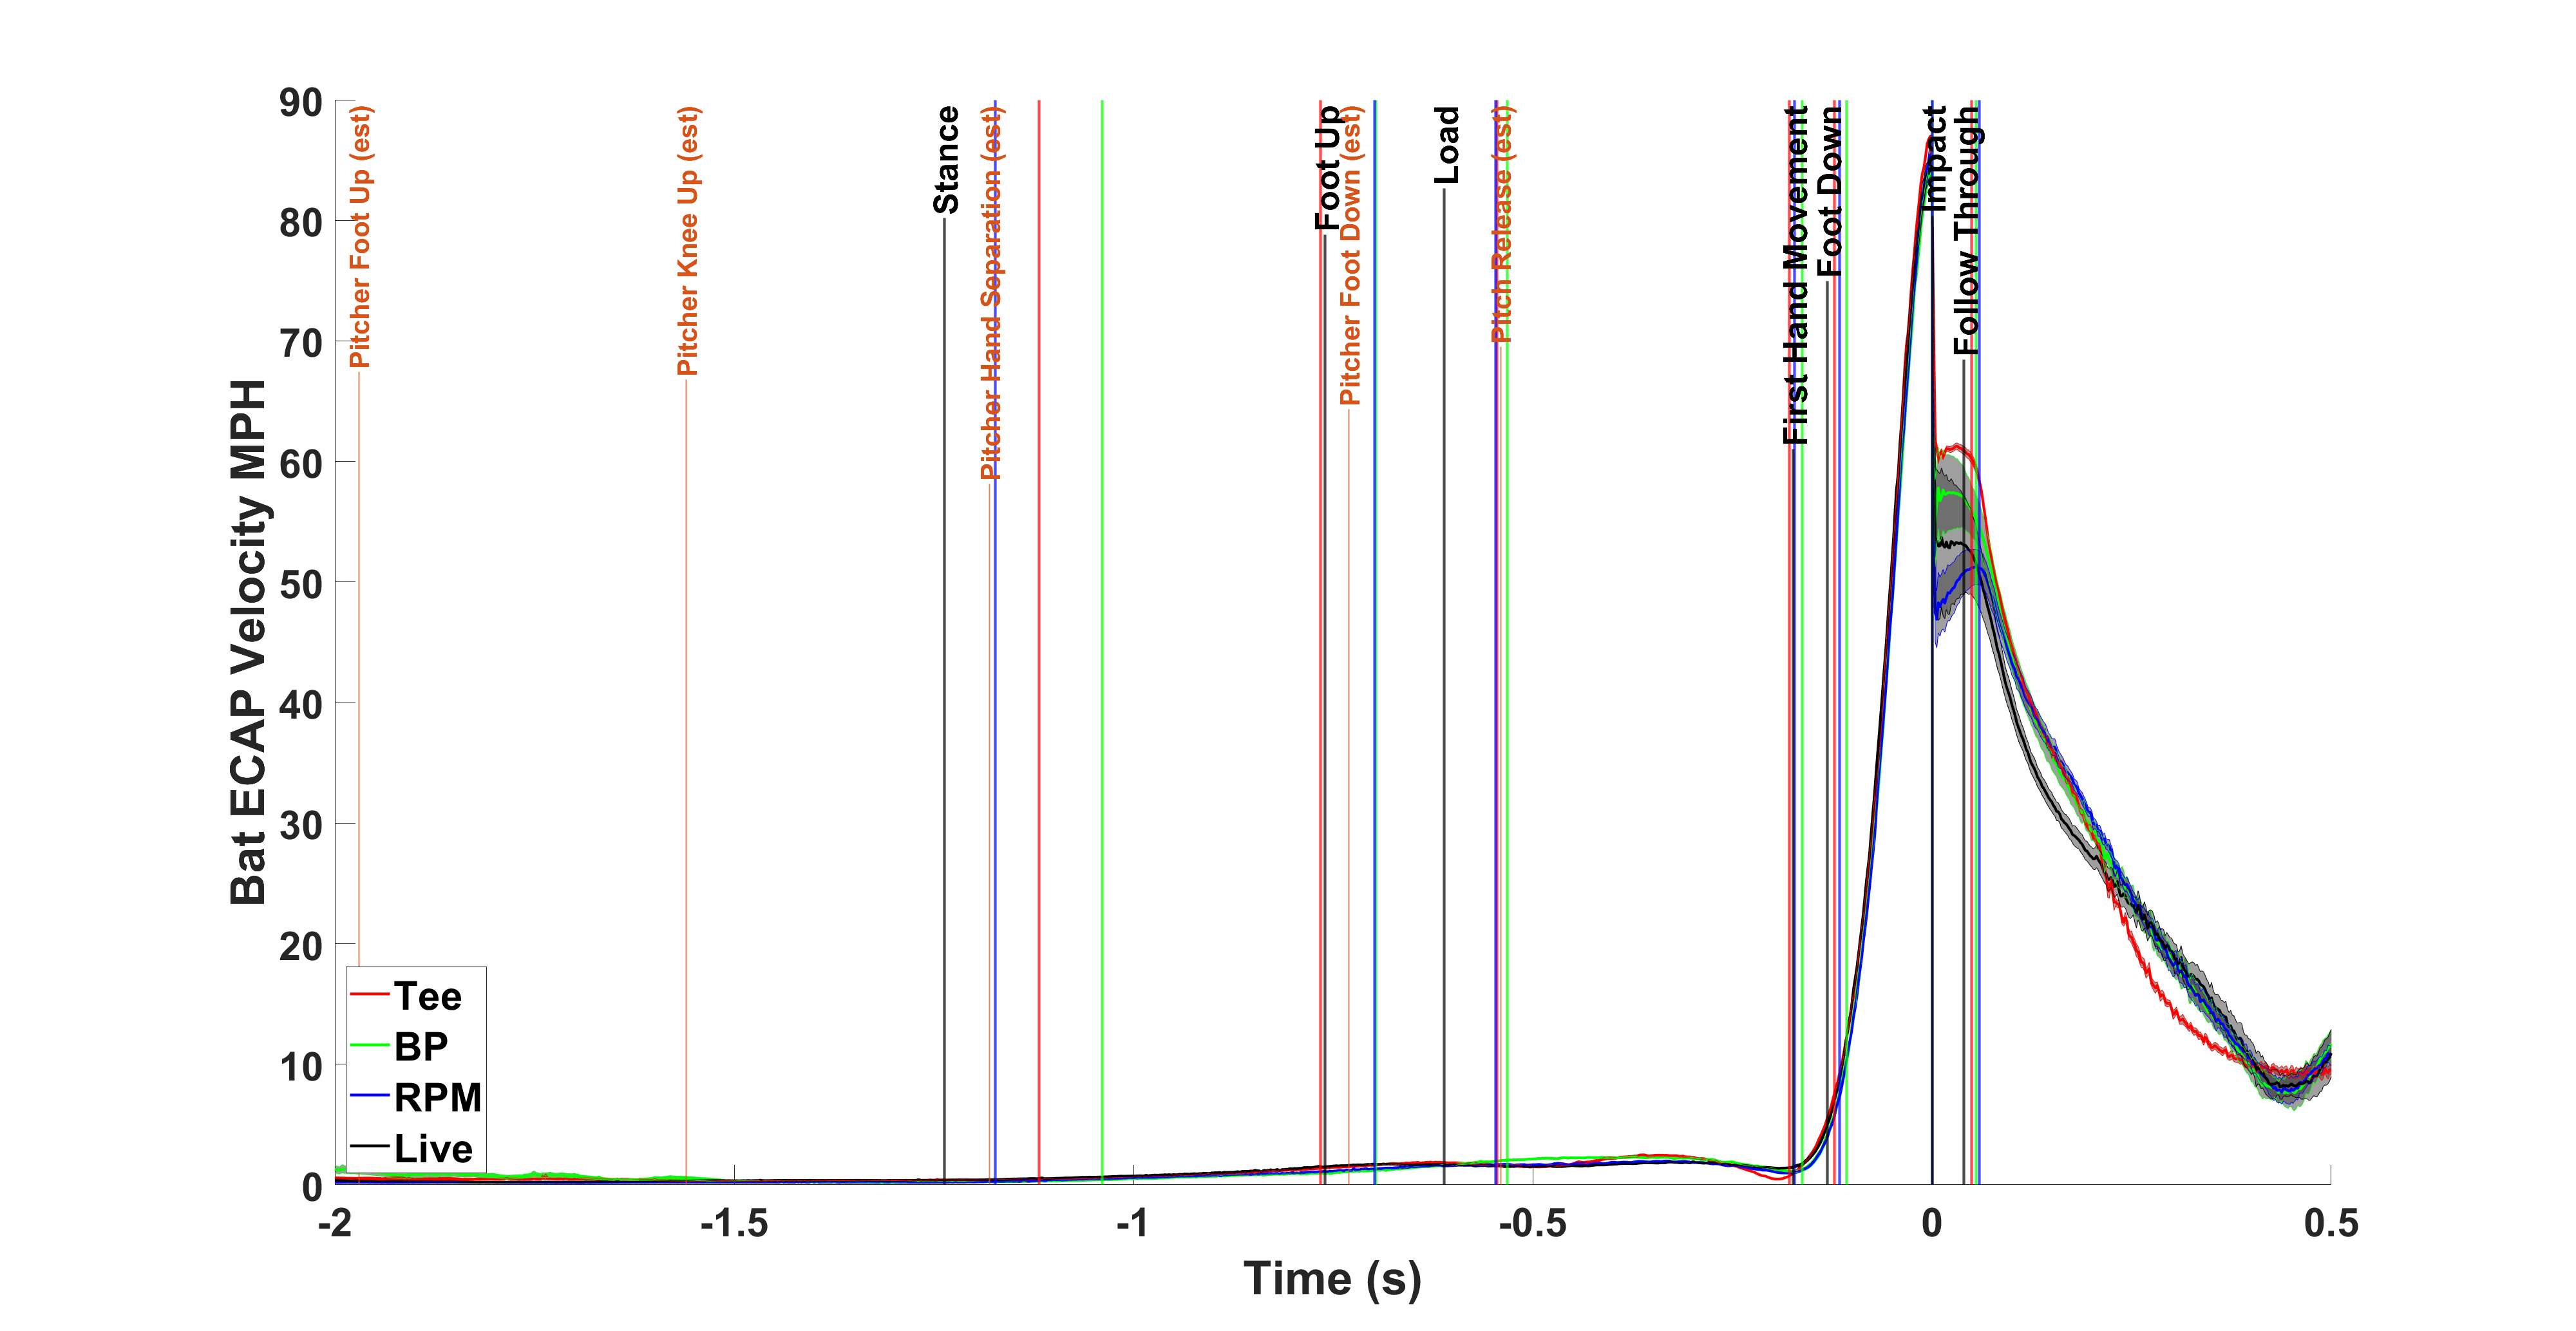 90
80
70
60
50
40
30
20
10
0
Bat ECAP Velocity MPH
Pitcher Foot Up (est)
Pitcher Knee Up (est)
Stance
Pitcher Hand Separation (est)
Foot Up
Pitcher Foot Down (est)
Load
Pitch Release (est)
First Hand Movement
Foot Down
Impact
Follow Through
Tee
BP
RPM
Live
-2
-1.5
-1
-0.5
0
0.5
Time (s)